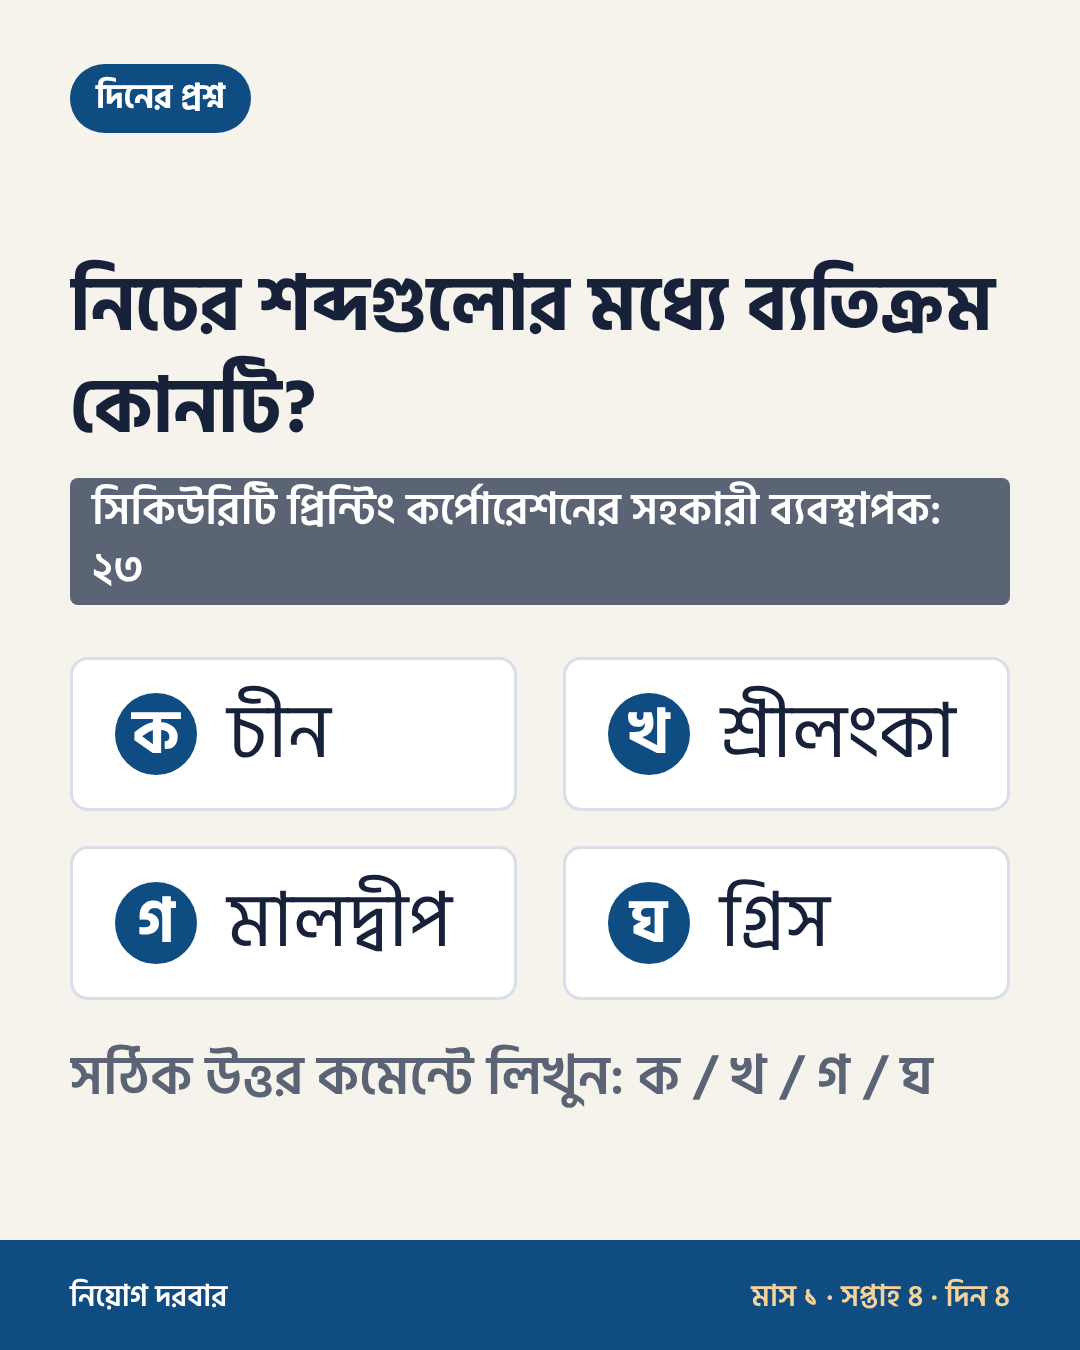 দিনের প্রশ্ন
নিচের শব্দগুলোর মধ্যে ব্যতিক্রম
কোনটি?
সিকিউরিটি প্রিন্টিং কর্পোরেশনের সহকারী ব্যবস্থাপক:
২৩
ক চীন
খ শ্রীলংকা
গ মালদ্বীপ
ঘ গ্রিস
সঠিক উত্তর কমেন্টে লিখুন: ক / খ / গ / ঘ
নিয়োগ দরবার
মাস ১ · সপ্তাহ ৪ · দিন ৪